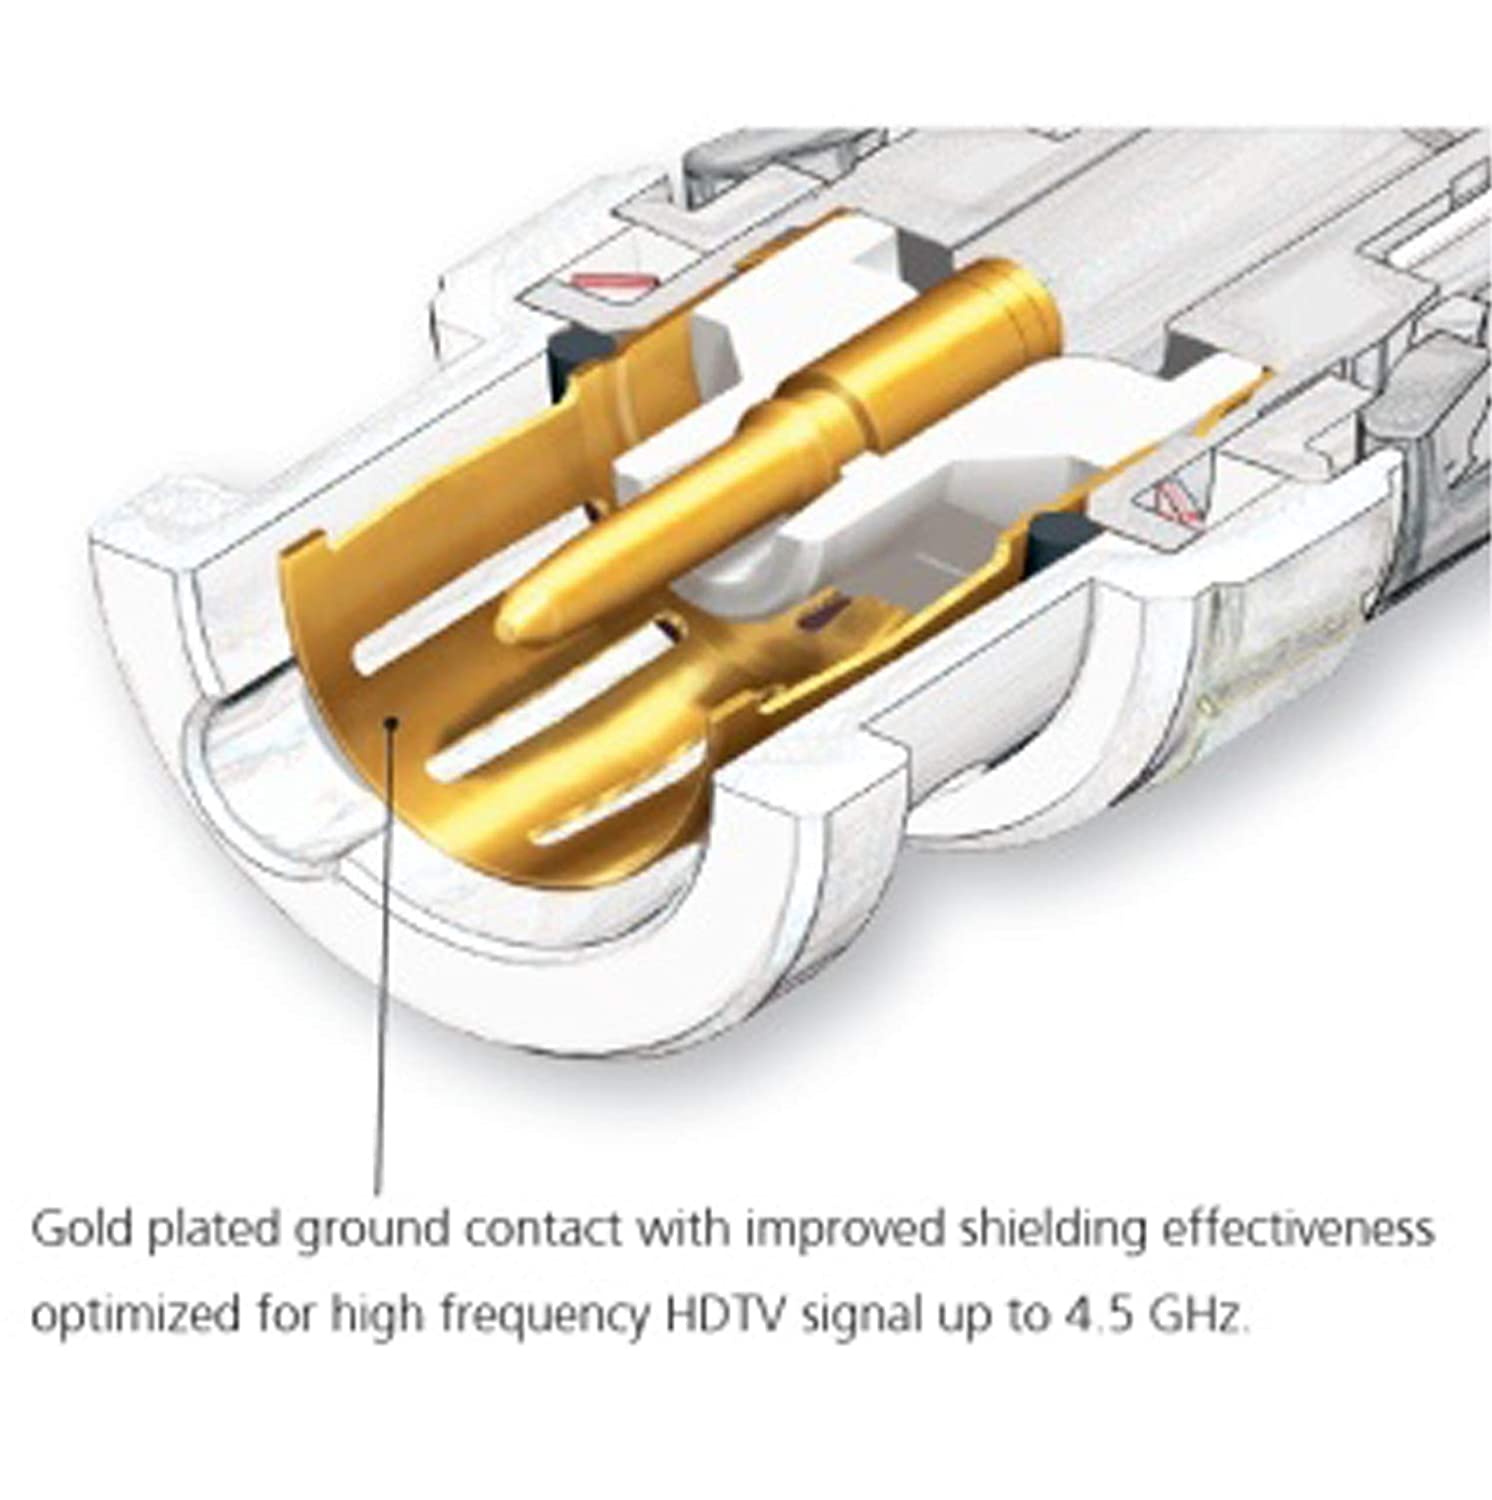 Gold plated ground contact with improved shielding effectiveness
optimized for high frequency HDTV signal up to 4.5 GHz.